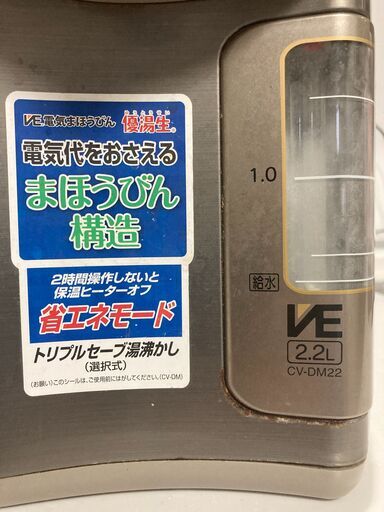 VE電気まほうびん 優湯生®
ゆうとうせい
電気代をおさえる
まほうびん
構造
2時間操作しないと
保温ヒーターオフ
省エネモード
トリプルセーブ湯沸かし
(選択式)
(お願い)このシールは、ご使用前にはがしてください。(CV-DM)
1.0
給水
VE
2.2L
CV-DM22